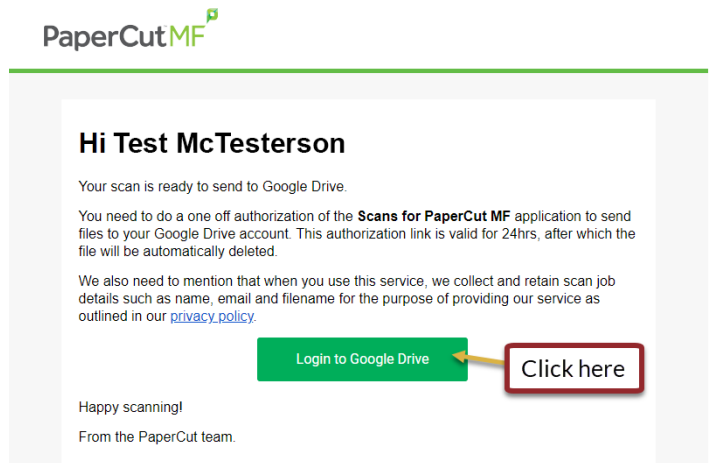 PaperCut MF
Hi Test McTesterson
Your scan is ready to send to Google Drive.
You need to do a one off authorization of the Scans for PaperCut MF application to send
files to your Google Drive account. This authorization link is valid for 24hrs, after which the
file will be automatically deleted.
We also need to mention that when you use this service, we collect and retain scan job
details such as name, email and filename for the purpose of providing our service as
outlined in our privacy policy.
Login to Google Drive
Click here
Happy scanning!
From the PaperCut team.